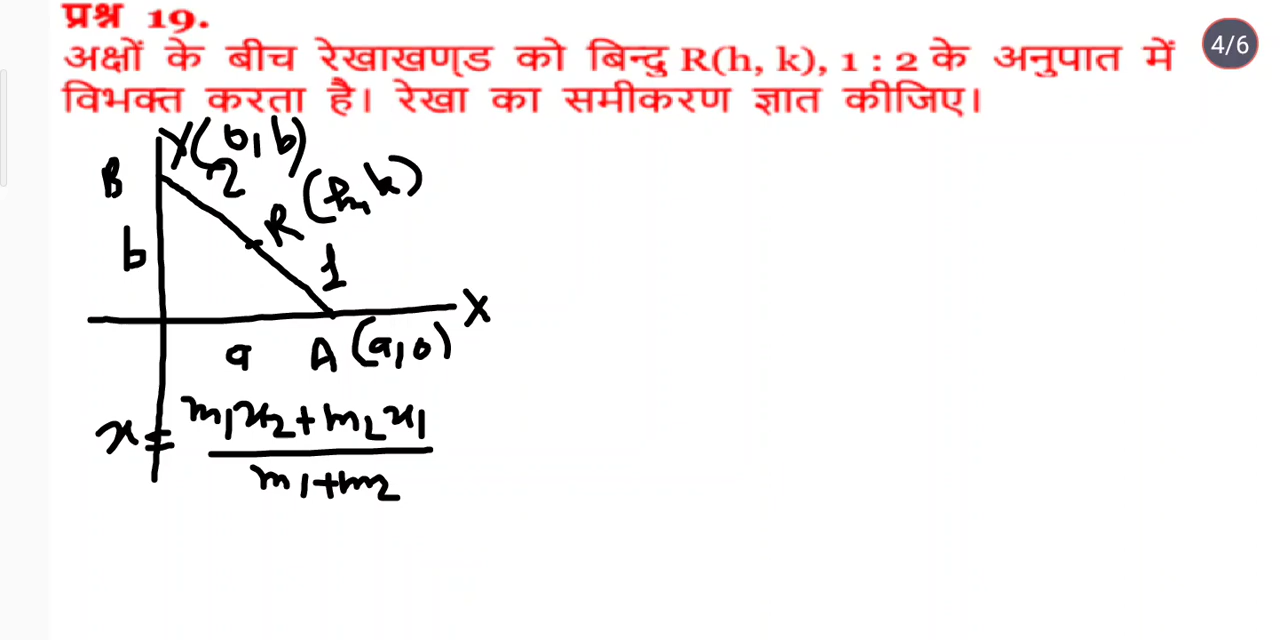 प्रश्न 19.
अक्षों के बीच रेखाखण्ड को बिन्दु R(h, k), 1 : 2 के अनुपात में
विभक्त करता है। रेखा का समीकरण ज्ञात कीजिए।
4/6
Y(0, b)
B
2
R (h, k)
b
1
X
a
A (a, 0)
x = m1x2 + m2x1
m1 + m2